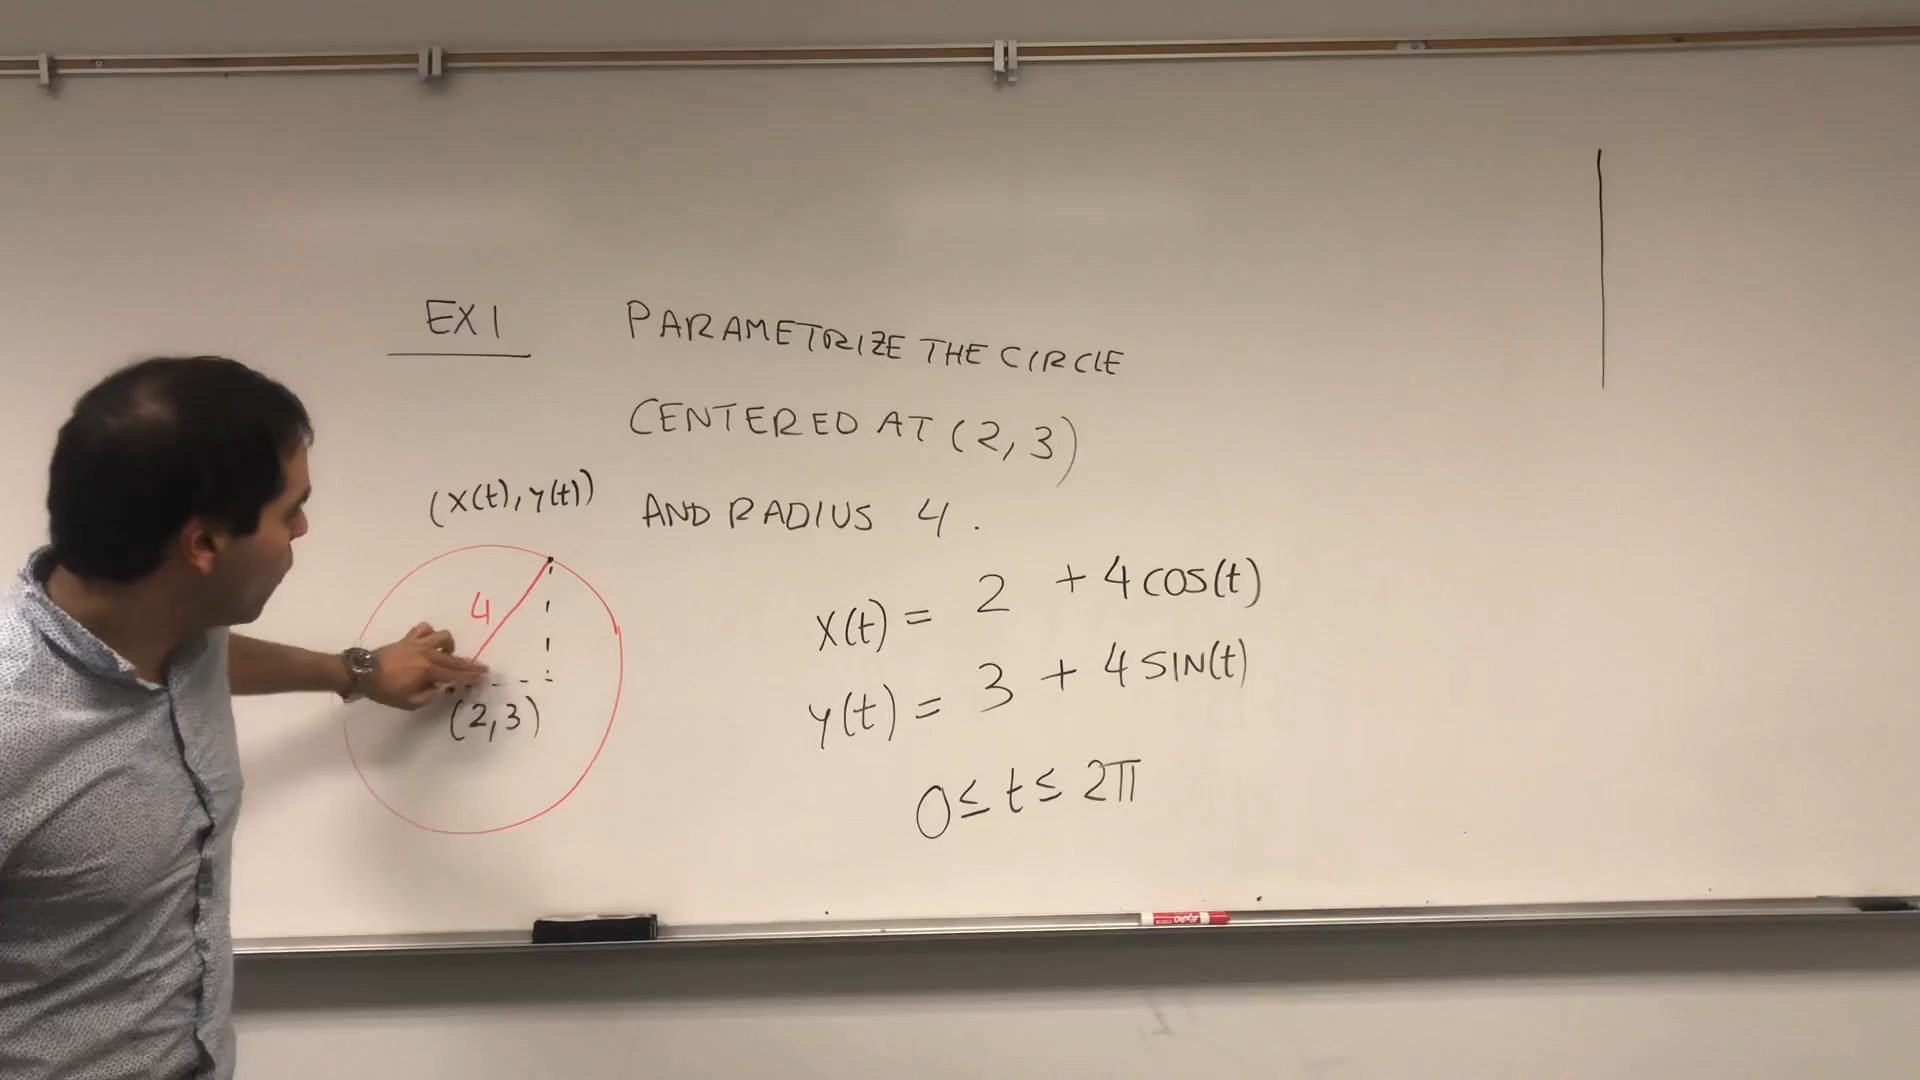 EX 1 PARAMETRIZE THE CIRCLE
CENTERED AT (2, 3)
AND RADIUS 4.
(x(t), y(t))
4
(2, 3)
x(t) = 2 + 4 cos(t)
y(t) = 3 + 4 SIN(t)
0 ≤ t ≤ 2π
EXPO